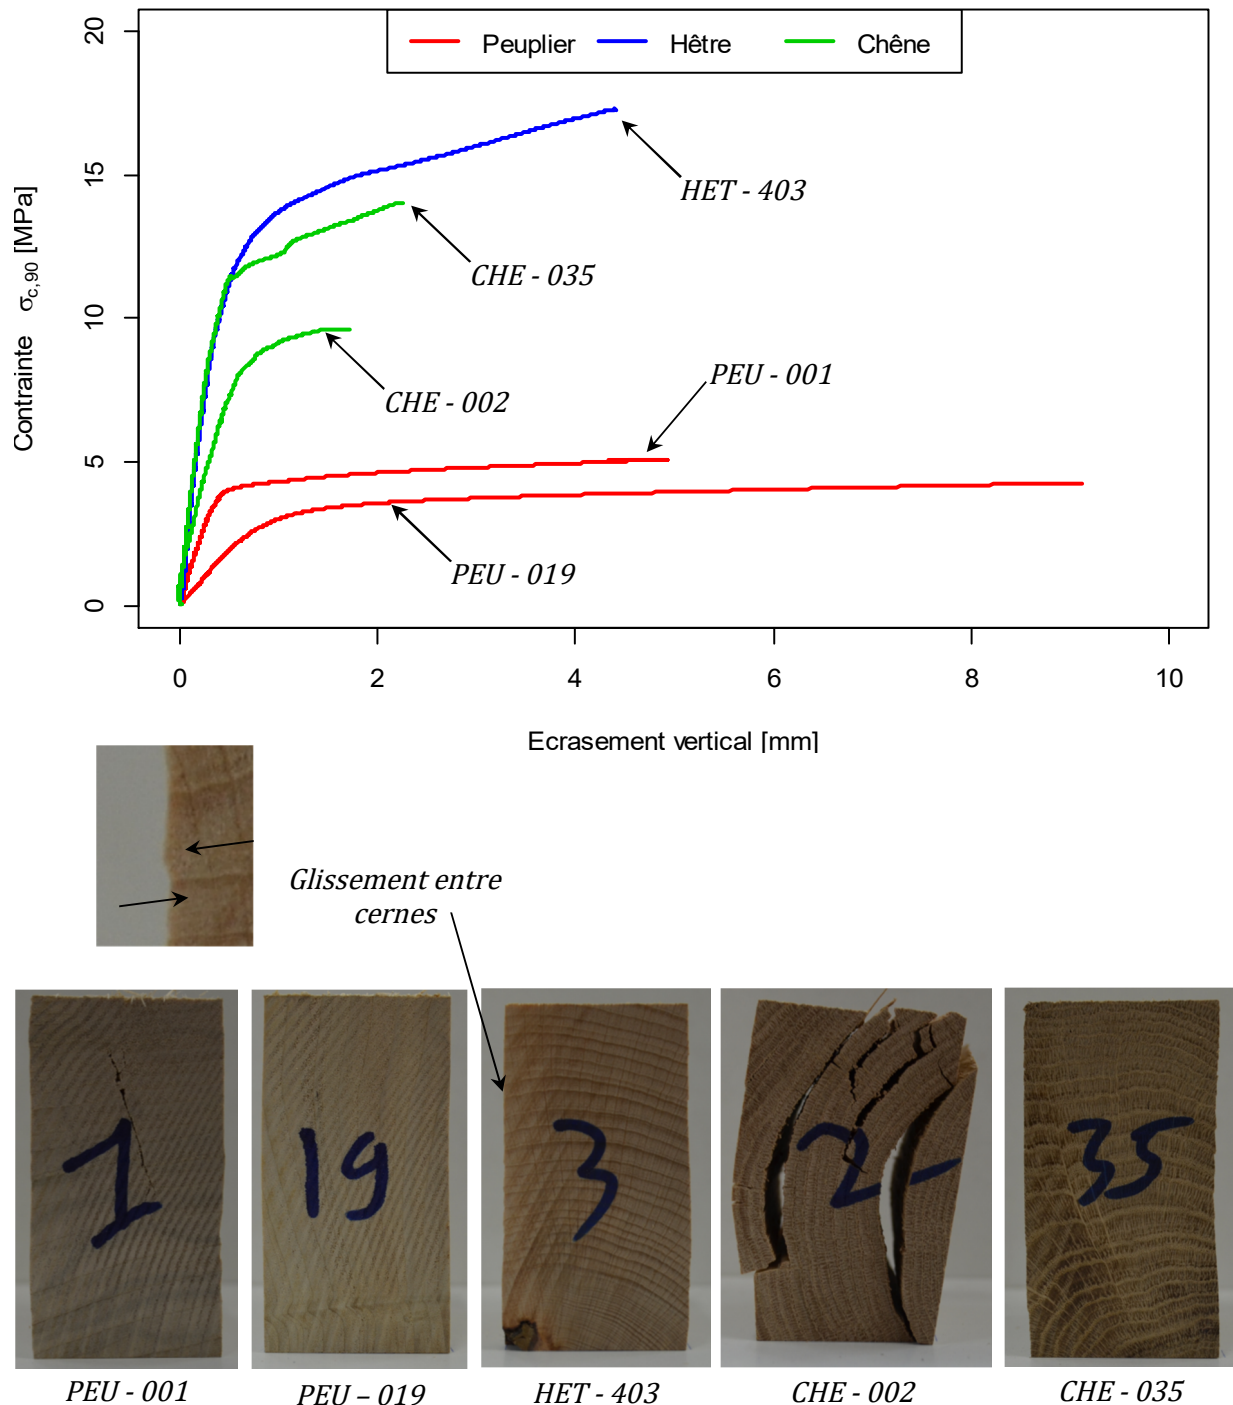 Peuplier Hêtre Chêne
20
15
10
5
0
Contrainte σc,90 [MPa]
HET - 403
CHE - 035
CHE - 002
PEU - 001
PEU - 019
0 2 4 6 8 10
Ecrasement vertical [mm]
Glissement entre
cernes
1
19
3
2
35
PEU - 001
PEU – 019
HET - 403
CHE - 002
CHE - 035